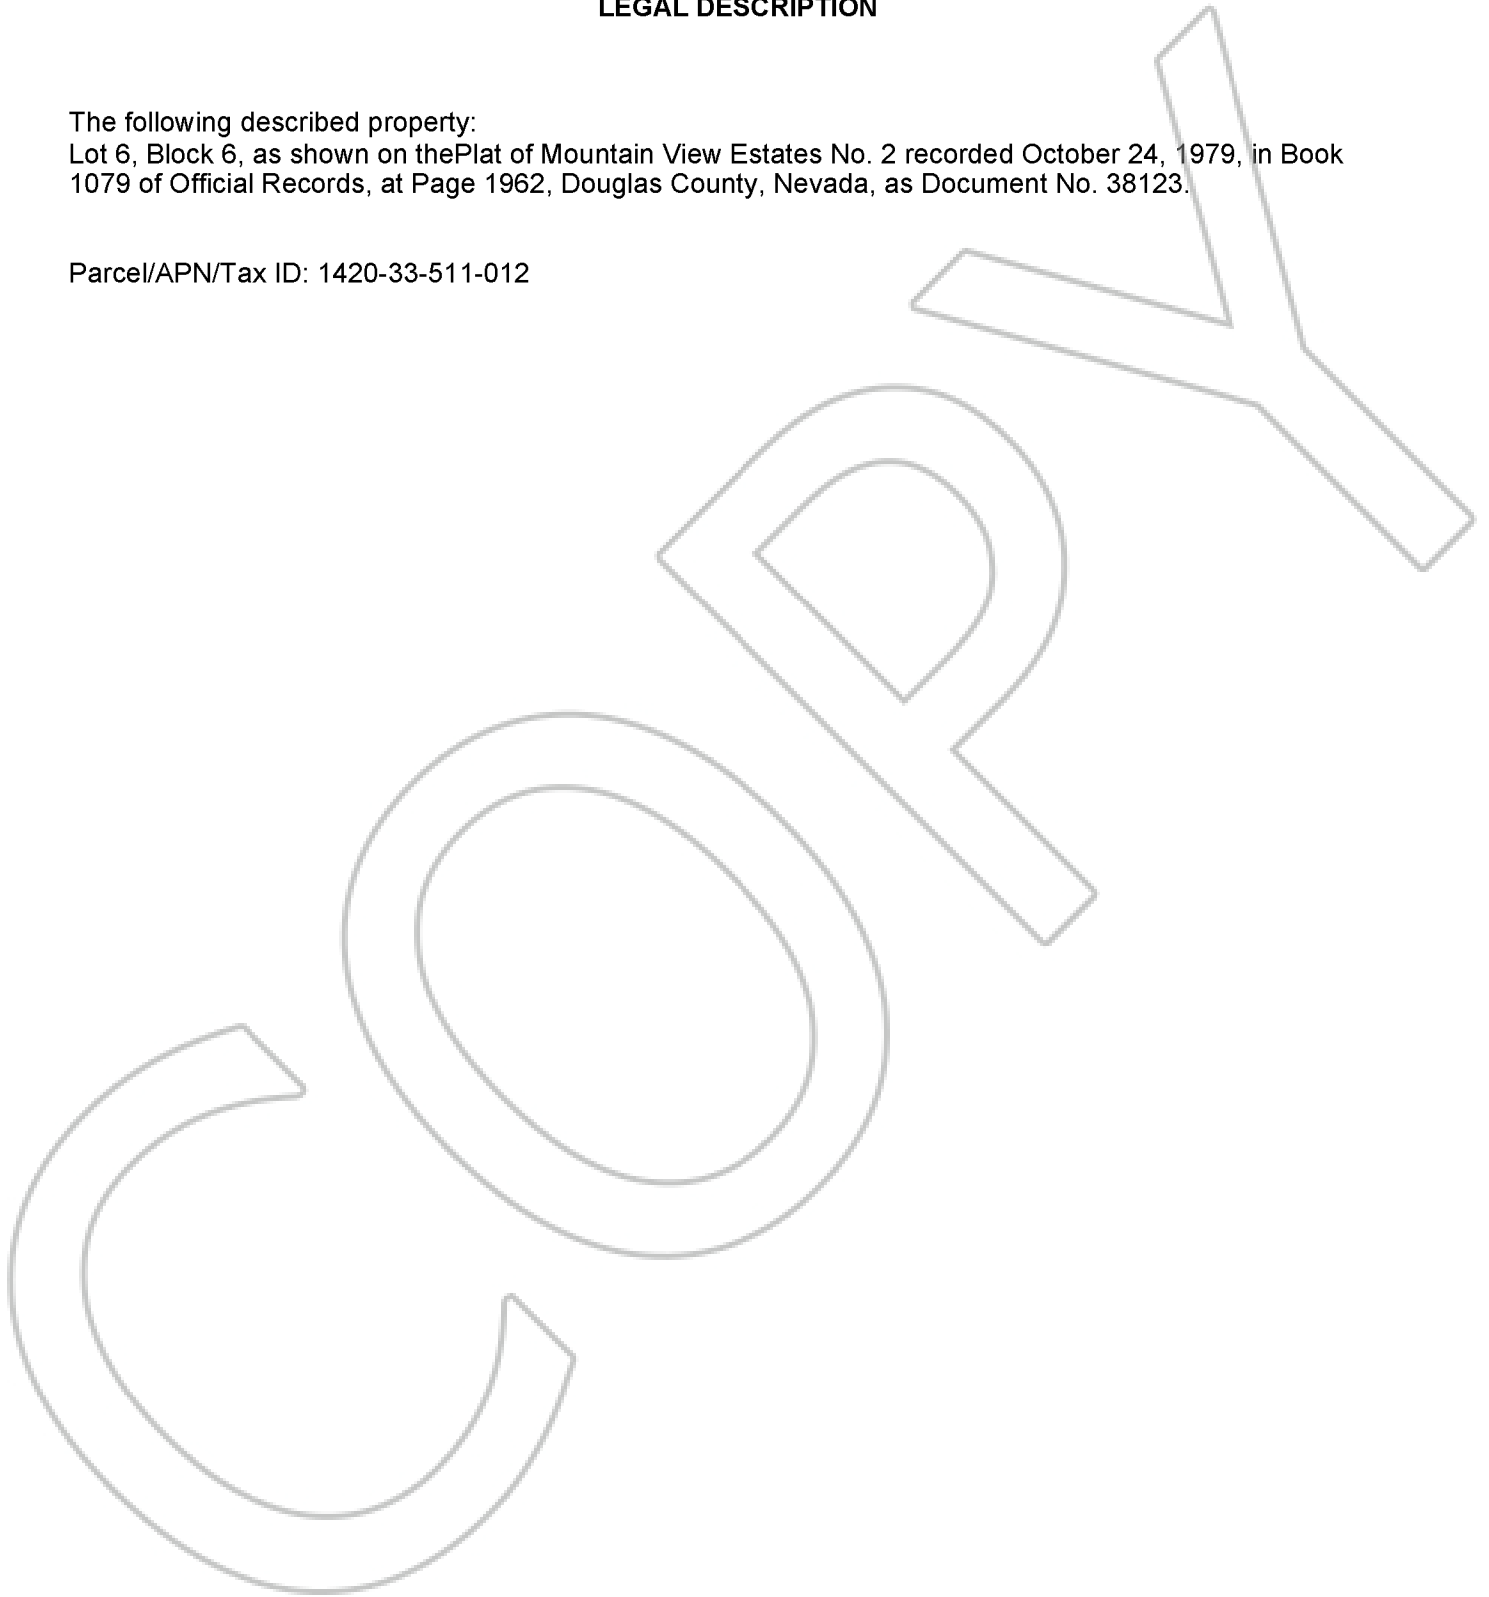 LEGAL DESCRIPTION
The following described property:
Lot 6, Block 6, as shown on thePlat of Mountain View Estates No. 2 recorded October 24, 1979, in Book
1079 of Official Records, at Page 1962, Douglas County, Nevada, as Document No. 38123.
Parcel/APN/Tax ID: 1420-33-511-012
COPY